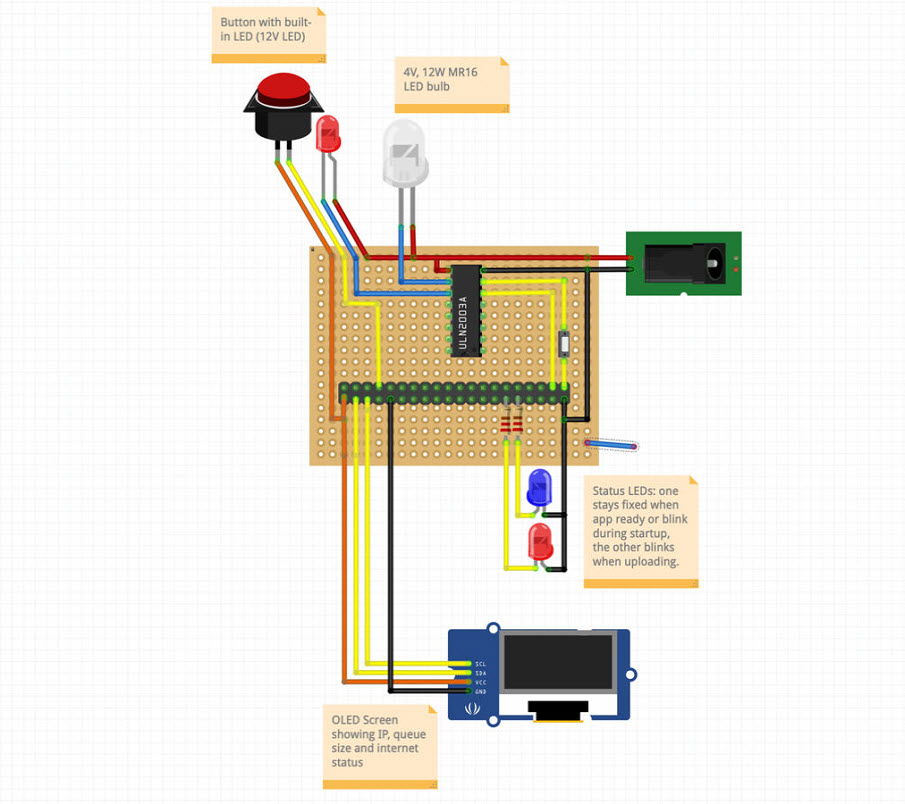 Button with built-
in LED (12V LED)
4V, 12W MR16
LED bulb
ULN2003A
Status LEDs: one
stays fixed when
app ready or blink
during startup,
the other blinks
when uploading.
SCL
SDA
VCC
GND
OLED Screen
showing IP, queue
size and internet
status